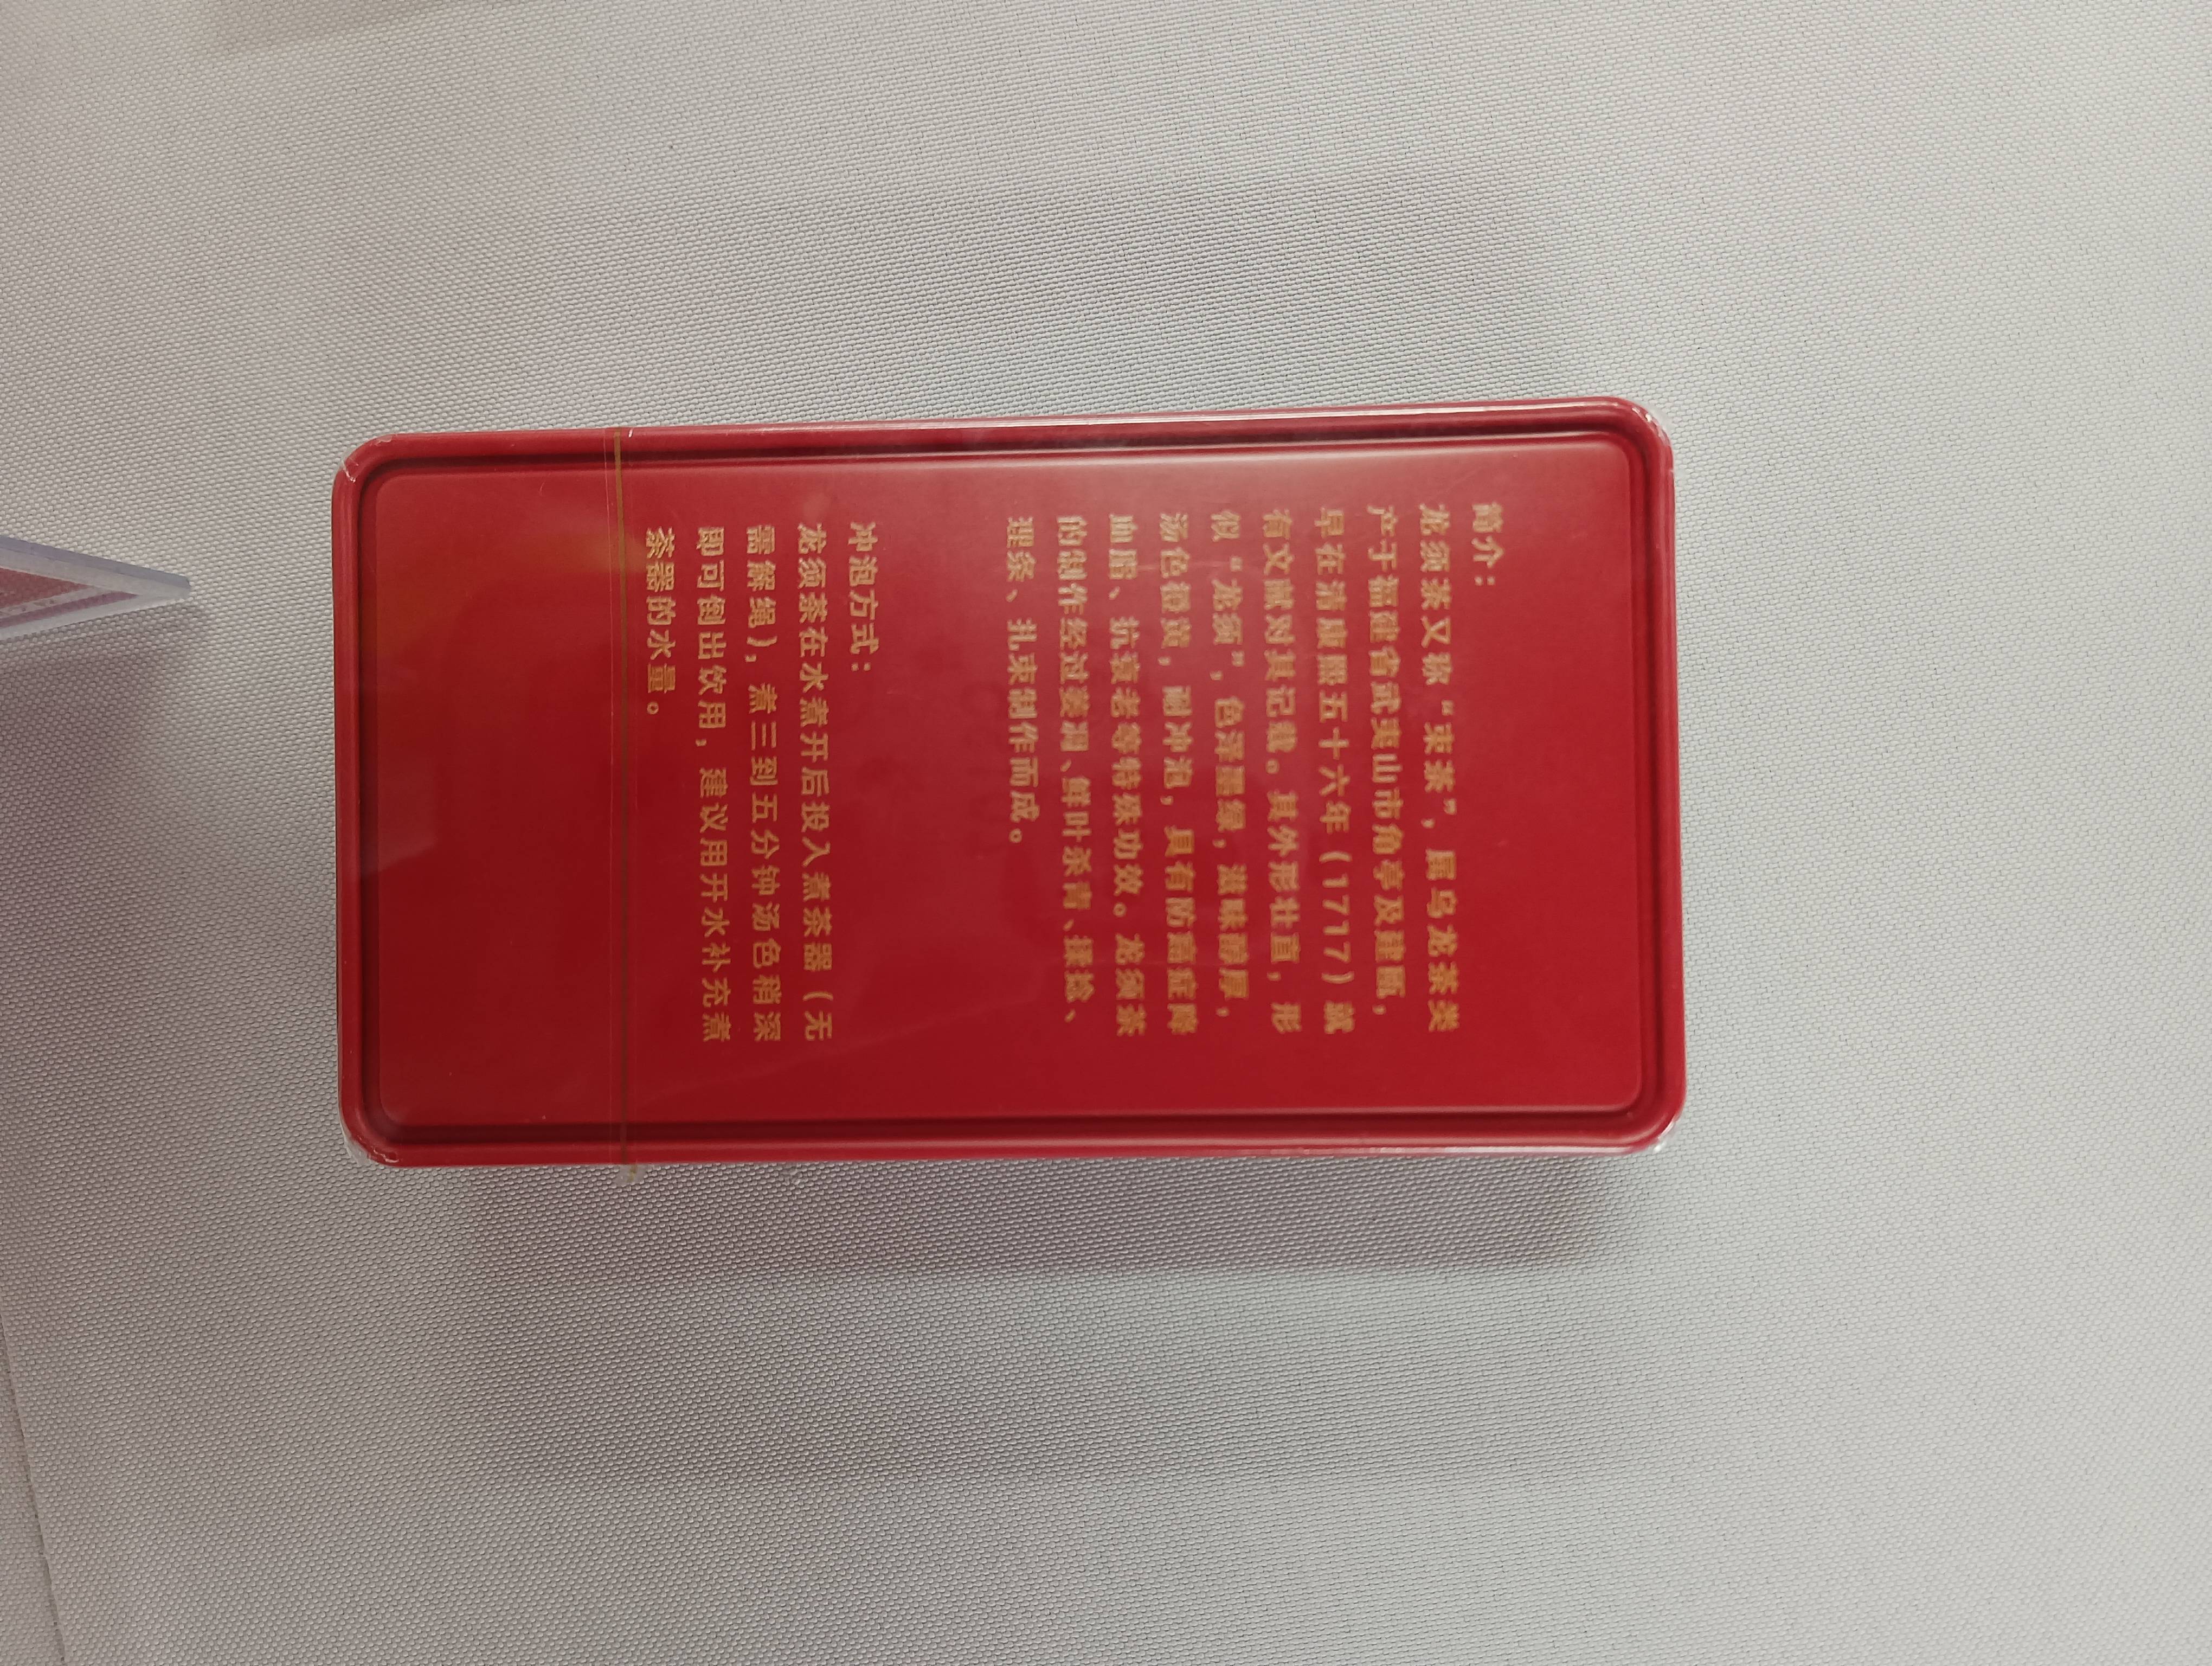 简介：
龙须茶又称“束茶”，属乌龙茶类
产于福建省武夷山市角亭及建瓯，
早在清康熙五十六年（1717）就
有文献对其记载。其外形壮直，形
似“龙须”，色泽墨绿，滋味醇厚，
汤色橙黄，耐冲泡，具有防癌症降
血脂、抗衰老等特殊功效。龙须茶
的制作经过萎凋、鲜叶杀青、揉捻、
理条、扎束制作而成。
冲泡方式：
龙须茶在水煮开后投入煮茶器（无
需解绳），煮三到五分钟汤色稍深
即可倒出饮用，建议用开水补充煮
茶器的水量。